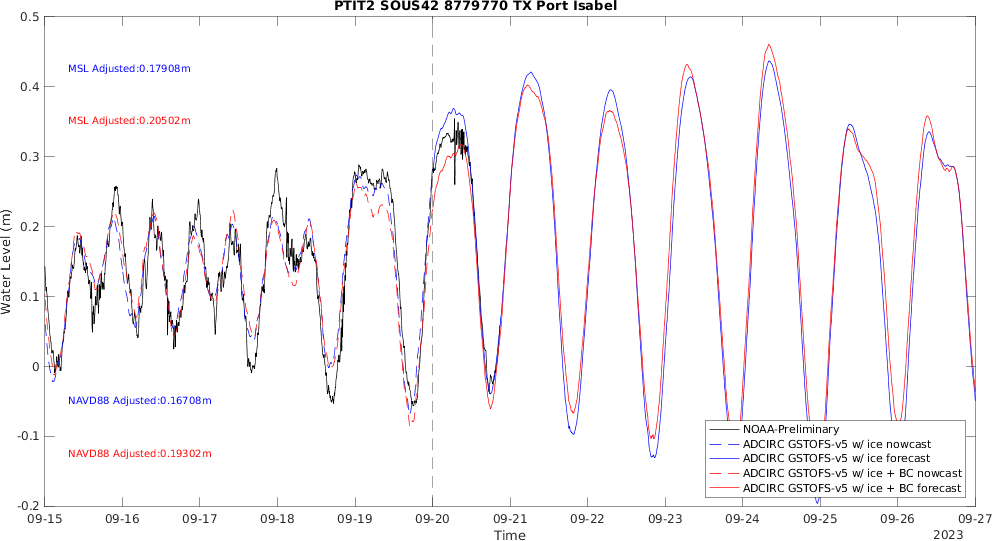 PTIT2 SOUS42 8779770 TX Port Isabel
0.5
0.4
0.3
0.2
0.1
0
-0.1
-0.2
Water Level (m)
MSL Adjusted:0.17908m
MSL Adjusted:0.20502m
NAVD88 Adjusted:0.16708m
NAVD88 Adjusted:0.19302m
NOAA-Preliminary
ADCIRC GSTOFS-v5 w/ ice nowcast
ADCIRC GSTOFS-v5 w/ ice forecast
ADCIRC GSTOFS-v5 w/ ice + BC nowcast
ADCIRC GSTOFS-v5 w/ ice + BC forecast
09-15 09-16 09-17 09-18 09-19 09-20 09-21 09-22 09-23 09-24 09-25 09-26 09-27
Time 2023